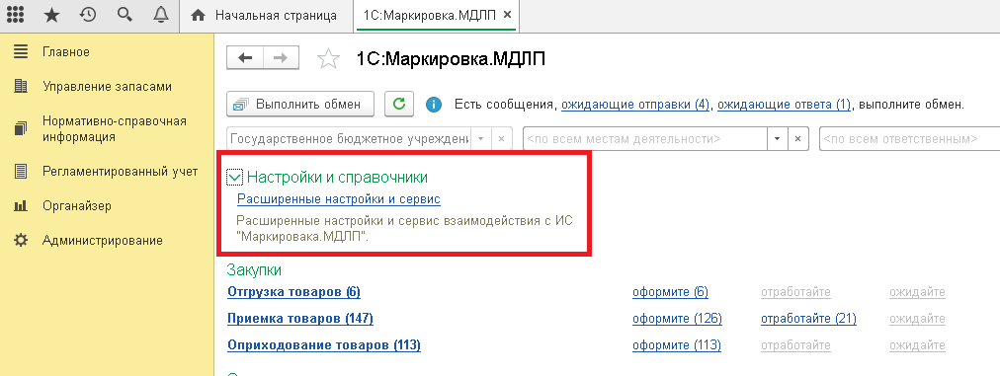 Начальная страница
1С:Маркировка.МДЛП ×
Главное
Управление запасами
Нормативно-справочная
информация
Регламентированный учет
Органайзер
Администрирование
1С:Маркировка.МДЛП
Выполнить обмен
Есть сообщения, ожидающие отправки (4), ожидающие ответа (1), выполните обмен.
Государственное бюджетное учреждени × <по всем местам деятельности> × <по всем ответственным>
Настройки и справочники
Расширенные настройки и сервис
Расширенные настройки и сервис взаимодействия с ИС
"Маркировака.МДЛП".
Закупки
Отгрузка товаров (6) оформите (6) отработайте ожидайте
Приемка товаров (147) оформите (126) отработайте (21) ожидайте
Оприходование товаров (113) оформите (113) отработайте ожидайте